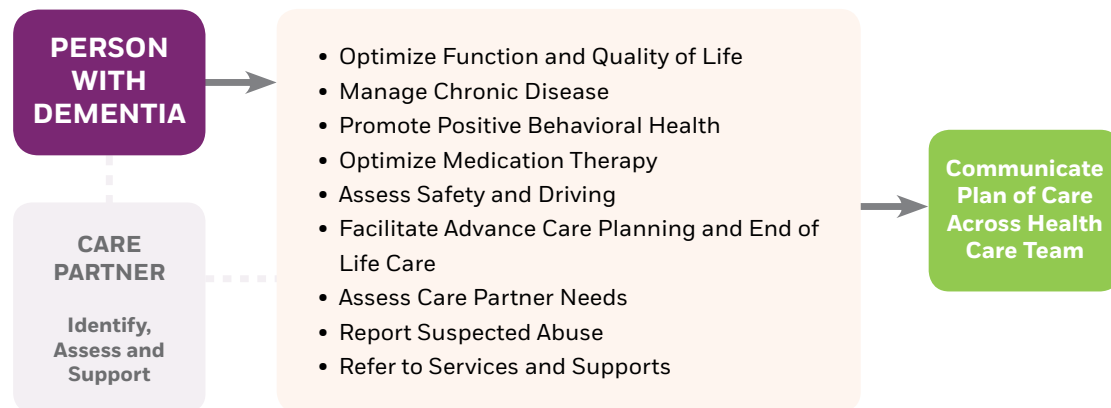 PERSON
WITH
DEMENTIA
CARE
PARTNER
Identify,
Assess and
Support
• Optimize Function and Quality of Life
• Manage Chronic Disease
• Promote Positive Behavioral Health
• Optimize Medication Therapy
• Assess Safety and Driving
• Facilitate Advance Care Planning and End of
Life Care
• Assess Care Partner Needs
• Report Suspected Abuse
• Refer to Services and Supports
Communicate
Plan of Care
Across Health
Care Team